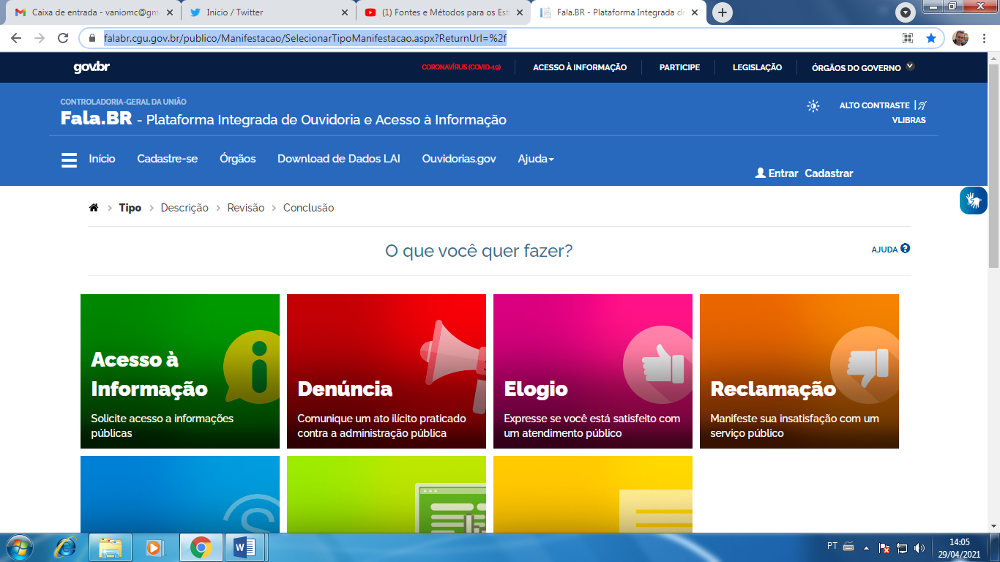 Caixa de entrada - vaniomc@gm
Inicio / Twitter
(1) Fontes e Métodos para os Est
Fala.BR - Plataforma Integrada de
falabr.cgu.gov.br/publico/Manifestacao/SelecionarTipoManifestacao.aspx?ReturnUrl=%2f
gov.br
CORONAVÍRUS (COVID-19)
ACESSO À INFORMAÇÃO
PARTICIPE
LEGISLAÇÃO
ÓRGÃOS DO GOVERNO
CONTROLADORIA-GERAL DA UNIÃO
Fala.BR - Plataforma Integrada de Ouvidoria e Acesso à Informação
ALTO CONTRASTE
VLIBRAS
Início
Cadastre-se
Órgãos
Download de Dados LAI
Ouvidorias.gov
Ajuda
Entrar
Cadastrar
Tipo
Descrição
Revisão
Conclusão
O que você quer fazer?
AJUDA
Acesso à
Informação
Solicite acesso a informações
públicas
Denúncia
Comunique um ato ilícito praticado
contra a administração pública
Elogio
Expresse se você está satisfeito com
um atendimento público
Reclamação
Manifeste sua insatisfação com um
serviço público
PT
14:05
29/04/2021